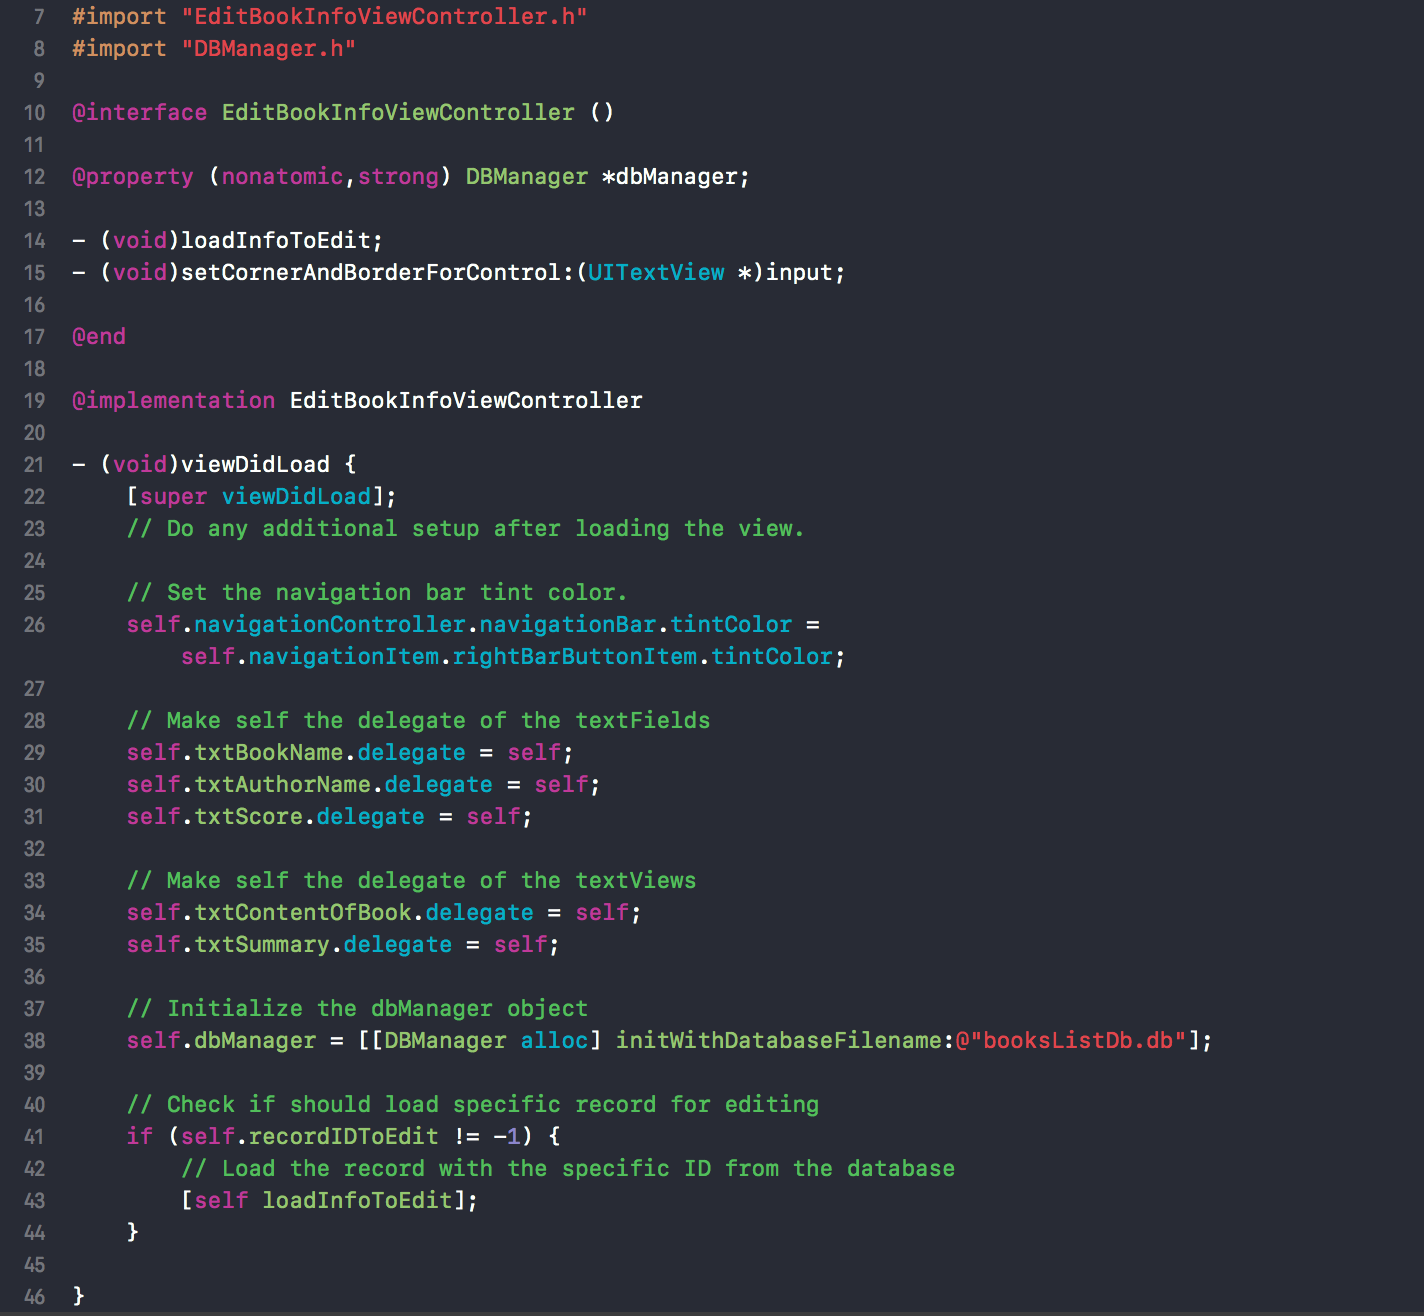 7 #import "EditBookInfoViewController.h"
8 #import "DBManager.h"
9
10 @interface EditBookInfoViewController ()
11
12 @property (nonatomic,strong) DBManager *dbManager;
13
14 - (void)loadInfoToEdit;
15 - (void)setCornerAndBorderForControl:(UITextView *)input;
16
17 @end
18
19 @implementation EditBookInfoViewController
20
21 - (void)viewDidLoad {
22     [super viewDidLoad];
23     // Do any additional setup after loading the view.
24
25     // Set the navigation bar tint color.
26     self.navigationController.navigationBar.tintColor =
        self.navigationItem.rightBarButtonItem.tintColor;
27
28     // Make self the delegate of the textFields
29     self.txtBookName.delegate = self;
30     self.txtAuthorName.delegate = self;
31     self.txtScore.delegate = self;
32
33     // Make self the delegate of the textViews
34     self.txtContentOfBook.delegate = self;
35     self.txtSummary.delegate = self;
36
37     // Initialize the dbManager object
38     self.dbManager = [[DBManager alloc] initWithDatabaseFilename:@"booksListDb.db"];
39
40     // Check if should load specific record for editing
41     if (self.recordIDToEdit != -1) {
42         // Load the record with the specific ID from the database
43         [self loadInfoToEdit];
44     }
45
46 }